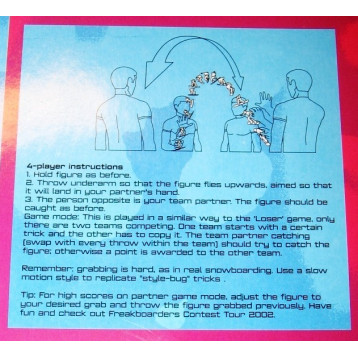 4-player instructions
1. Hold figure as before.
2. Throw underarm so that the figure flies upwards, aimed so that
it will land in your partner's hand.
3. The person opposite is your team partner. The figure should be
caught as before.
Game mode: This is played in a similar way to the 'Loser' game, only
there are two teams competing. One team starts with a certain
trick and the other has to copy it. The team partner catching
(swap with every throw within the team) should try to catch the
figure; otherwise a point is awarded to the other team.
Remember: grabbing is hard, as in real snowboarding. Use a slow
motion style to replicate "style-bug" tricks .
Tip: For high scores on partner game mode, adjust the figure to
your desired grab and throw the figure grabbed previously. Have
fun and check out Freakboarders Contest Tour 2002.